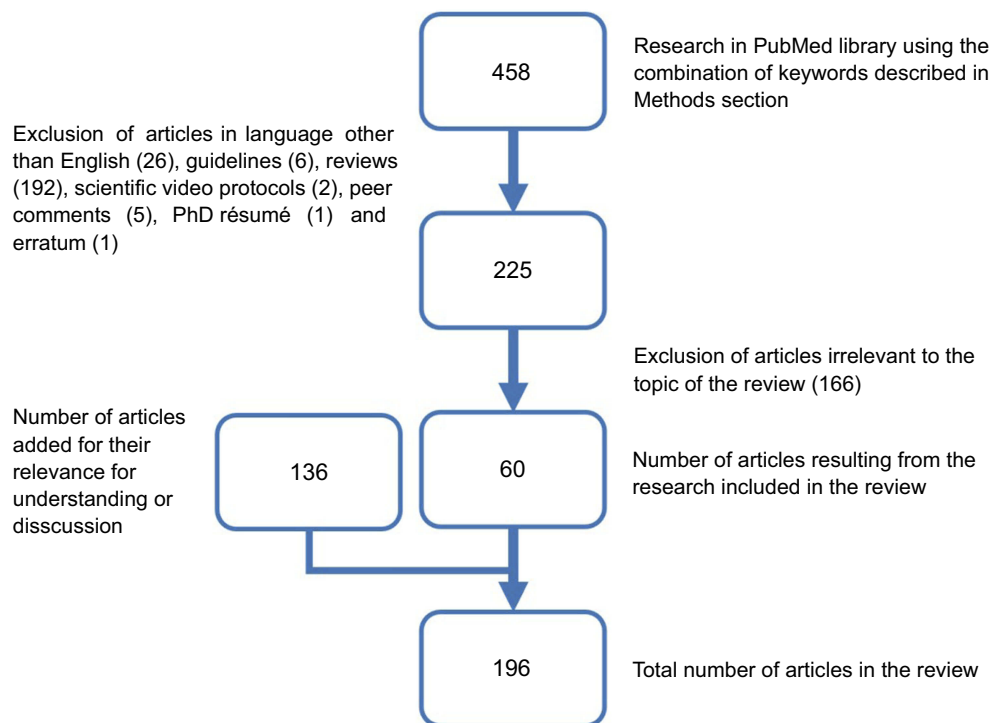 458
Research in PubMed library using the
combination of keywords described in
Methods section
Exclusion of articles in language other
than English (26), guidelines (6), reviews
(192), scientific video protocols (2), peer
comments (5), PhD résumé (1) and
erratum (1)
225
Exclusion of articles irrelevant to the
topic of the review (166)
Number of articles
added for their
relevance for
understanding or
disscussion
136
60
Number of articles resulting from the
research included in the review
196
Total number of articles in the review